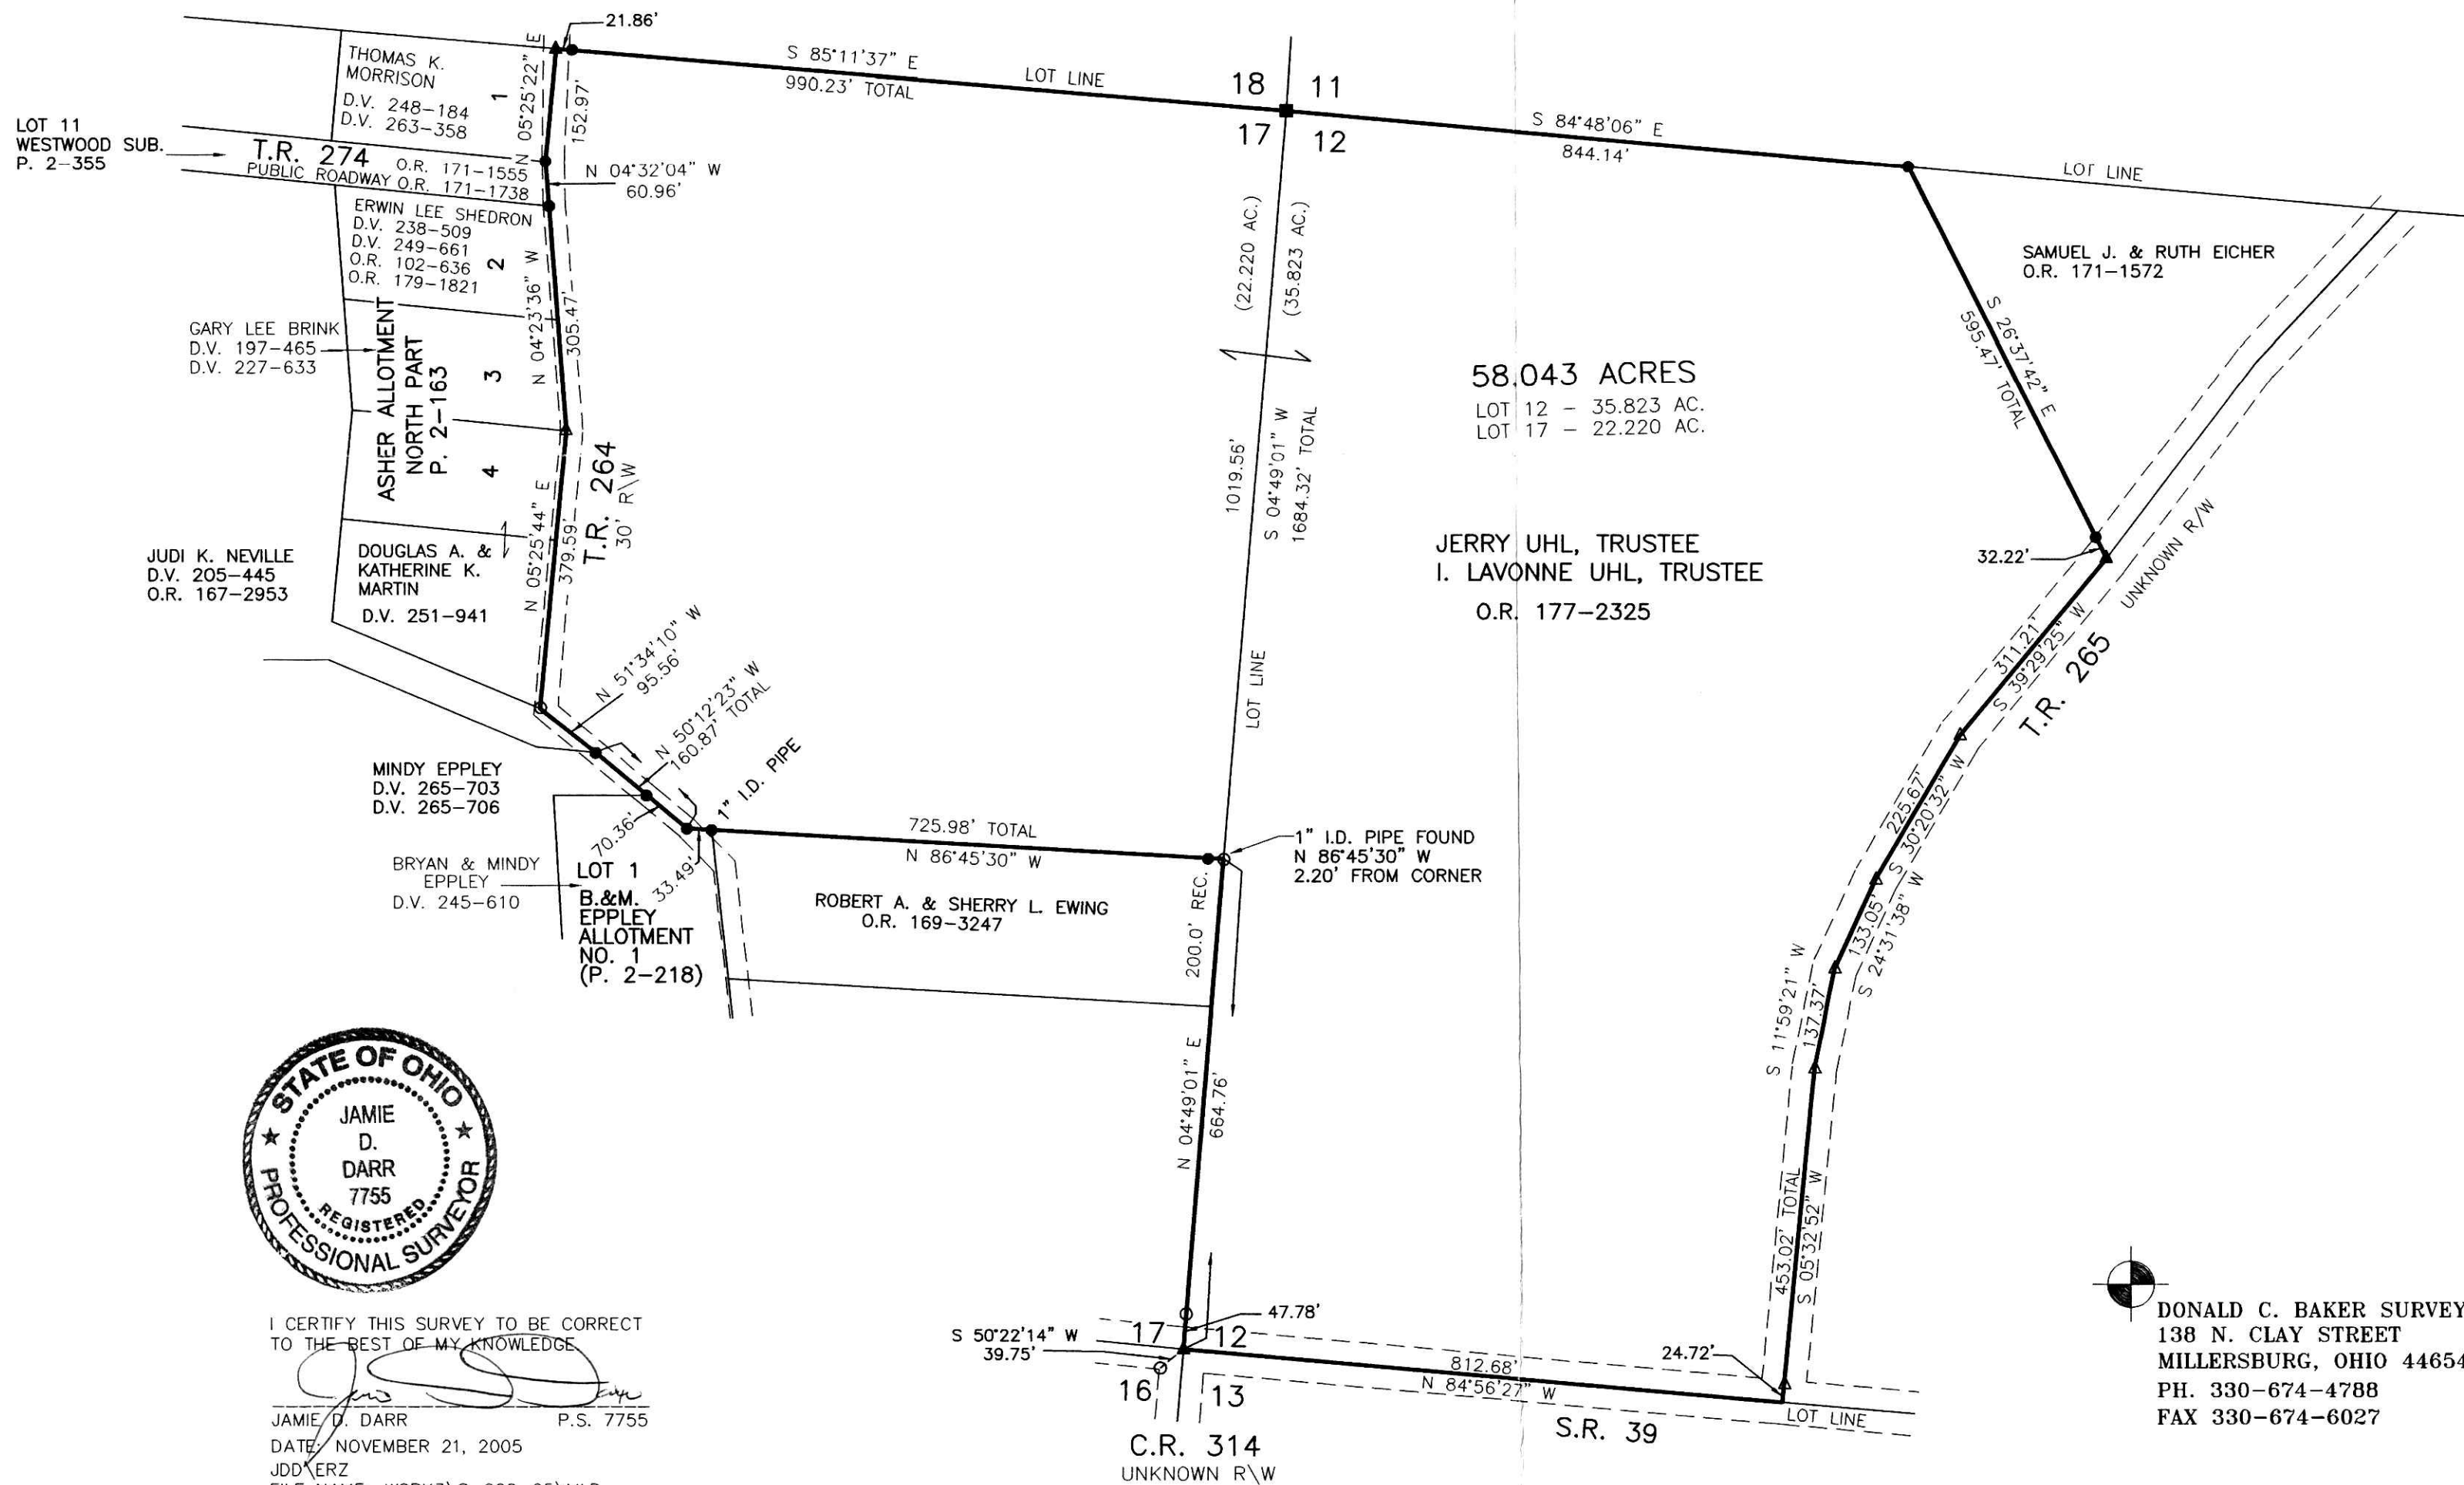 21.86'
S 85°11'37" E
990.23' TOTAL
LOT LINE
18
11
17
12
S 84°48'06" E
844.14'
LOT LINE
THOMAS K.
MORRISON
D.V. 248-184
D.V. 263-358
1
N 05°25'22" E
152.97'
LOT 11
WESTWOOD SUB.
P. 2-355
T.R. 274
O.R. 171-1555
PUBLIC ROADWAY O.R. 171-1738
N 04°32'04" W
60.96'
ERWIN LEE SHEDRON
D.V. 238-509
D.V. 249-661
O.R. 102-636
O.R. 179-1821
2
N 04°23'36" W
305.47'
GARY LEE BRINK
D.V. 197-465
D.V. 227-633
ASHER ALLOTMENT
NORTH PART
P. 2-163
3
4
N 05°25'44" E
379.59'
T.R. 264
30' R\W
JUDI K. NEVILLE
D.V. 205-445
O.R. 167-2953
DOUGLAS A. &
KATHERINE K.
MARTIN
D.V. 251-941
(22.220 AC.)
(35.823 AC.)
1019.56'
S 04°49'01" W
1684.32' TOTAL
LOT LINE
58.043 ACRES
LOT 12 - 35.823 AC.
LOT 17 - 22.220 AC.
JERRY UHL, TRUSTEE
I. LAVONNE UHL, TRUSTEE
O.R. 177-2325
SAMUEL J. & RUTH EICHER
O.R. 171-1572
S 26°37'42" E
595.47' TOTAL
32.22'
UNKNOWN R/W
311.21'
S 39°29'25" W
T.R. 265
225.67'
S 30°20'32" W
133.05'
S 24°31'38" W
S 11°59'21" W
137.37'
453.02' TOTAL
S 05°32'52" W
N 51°34'10" W
95.56'
N 50°12'23" W
160.87' TOTAL
1" I.D. PIPE
MINDY EPPLEY
D.V. 265-703
D.V. 265-706
70.36'
33.49'
BRYAN & MINDY
EPPLEY
D.V. 245-610
LOT 1
B.&M.
EPPLEY
ALLOTMENT
NO. 1
(P. 2-218)
725.98' TOTAL
N 86°45'30" W
ROBERT A. & SHERRY L. EWING
O.R. 169-3247
1" I.D. PIPE FOUND
N 86°45'30" W
2.20' FROM CORNER
200.0' REC.
N 04°49'01" E
664.76'
47.78'
S 50°22'14" W
39.75'
17
12
16
13
812.68'
N 84°56'27" W
24.72'
LOT LINE
S.R. 39
C.R. 314
UNKNOWN R\W
STATE OF OHIO
JAMIE
D.
DARR
7755
REGISTERED
PROFESSIONAL SURVEYOR
I CERTIFY THIS SURVEY TO BE CORRECT
TO THE BEST OF MY KNOWLEDGE.
JAMIE D. DARR P.S. 7755
DATE: NOVEMBER 21, 2005
JDD\ERZ
DONALD C. BAKER SURVEY
138 N. CLAY STREET
MILLERSBURG, OHIO 44654
PH. 330-674-4788
FAX 330-674-6027